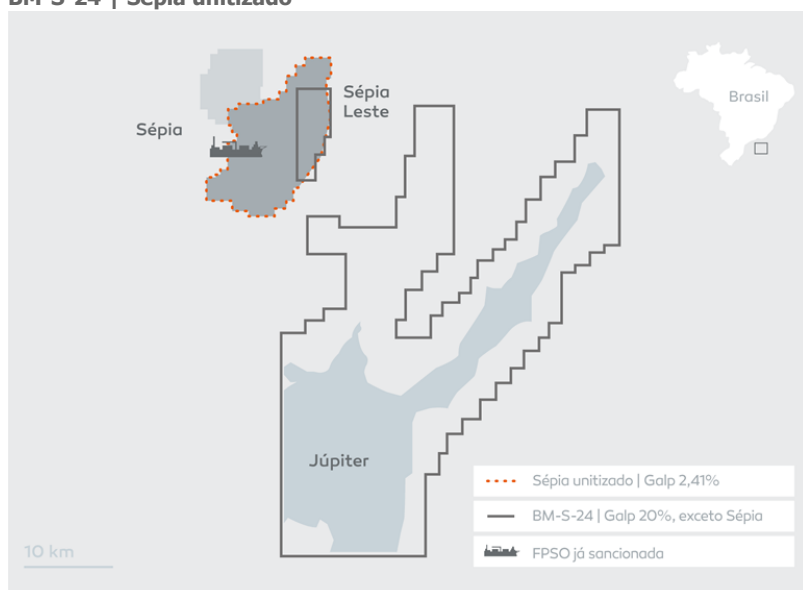 BM-S-24 | Sépia unitizado
Sépia
Leste
Sépia
Brasil
Júpiter
Sépia unitizado | Galp 2,41%
BM-S-24 | Galp 20%, exceto Sépia
FPSO já sancionada
10 km